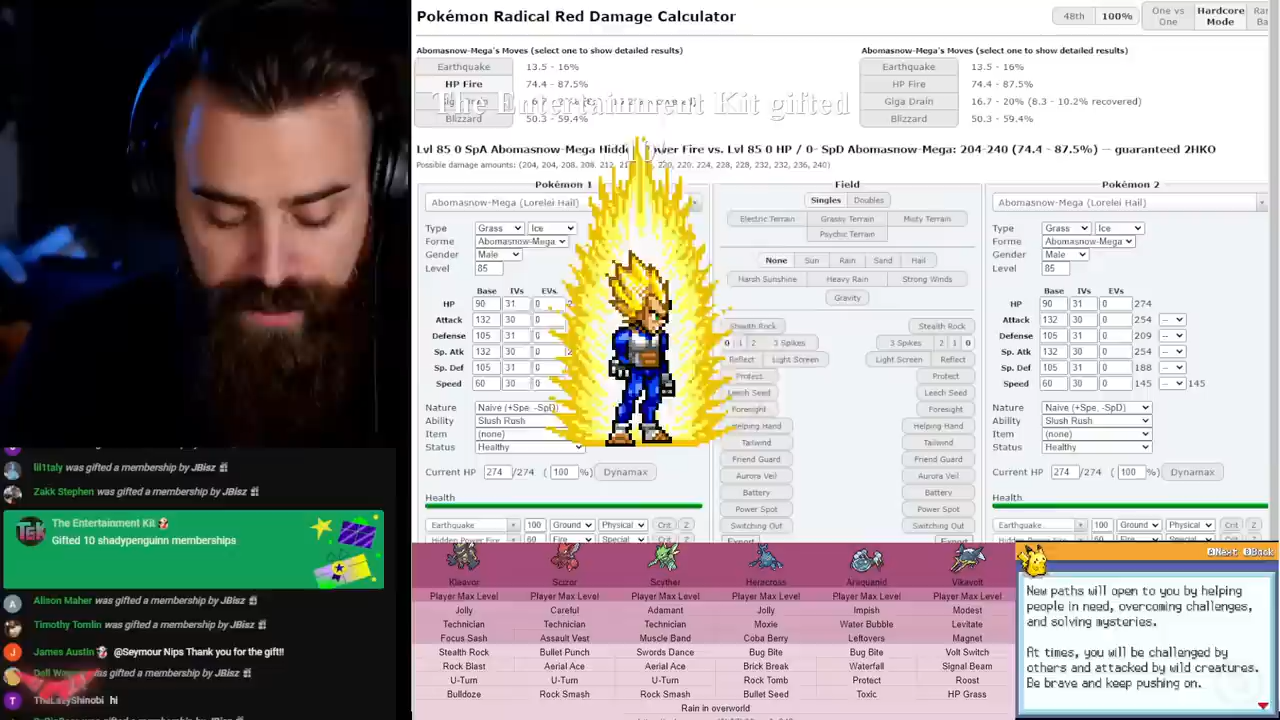 Pokémon Radical Red Damage Calculator
48th 100% One vs One Hardcore Mode
Abomasnow-Mega's Moves (select one to show detailed results)
Earthquake 13.5 - 16%
HP Fire 74.4 - 87.5%
Blizzard 50.3 - 59.4%
Abomasnow-Mega's Moves (select one to show detailed results)
Earthquake 13.5 - 16%
HP Fire 74.4 - 87.5%
Giga Drain 16.7 - 20% (8.3 - 10.2% recovered)
Blizzard 50.3 - 59.4%
The Entertainment Kit gifted
Lvl 85 0 SpA Abomasnow-Mega Hidden Power Fire vs. Lvl 85 0 HP / 0- SpD Abomasnow-Mega: 204-240 (74.4 - 87.5%) -- guaranteed 2HKO
Possible damage amounts: (204, 204, 208, 208, 212, 220, 224, 228, 228, 232, 232, 236, 240)
Pokémon 1
Abomasnow-Mega (Lorelei Hail)
Type Grass Ice
Forme Abomasnow-Mega
Gender Male
Level 85
Base IVs EVs
HP 90 31 0
Attack 132 30 0
Defense 105 31 0
Sp. Atk 132 30 0
Sp. Def 105 31 0
Speed 60 30 0
Nature Naive (+Spe, -SpD)
Ability Slush Rush
Item (none)
Status Healthy
Current HP 274 /274 ( 100 %) Dynamax
Health
Earthquake 100 Ground Physical Crit Z
Field
Singles Doubles
Electric Terrain Grassy Terrain Misty Terrain
Psychic Terrain
None Sun Rain Sand Hail
Harsh Sunshine Heavy Rain Strong Winds
Gravity
Stealth Rock Stealth Rock
0 1 2 3 Spikes 3 Spikes 2 1 0
Reflect Light Screen Light Screen Reflect
Protect Protect
Leech Seed Leech Seed
Foresight Foresight
Helping Hand Helping Hand
Tailwind Tailwind
Friend Guard Friend Guard
Aurora Veil Aurora Veil
Battery Battery
Power Spot Power Spot
Switching Out Switching Out
Pokémon 2
Abomasnow-Mega (Lorelei Hail)
Type Grass Ice
Forme Abomasnow-Mega
Gender Male
Level 85
Base IVs EVs
HP 90 31 0 274
Attack 132 30 0 254 --
Defense 105 31 0 209 --
Sp. Atk 132 30 0 254 --
Sp. Def 105 31 0 188 --
Speed 60 30 0 145 -- 145
Nature Naive (+Spe, -SpD)
Ability Slush Rush
Item (none)
Status Healthy
Current HP 274 /274 ( 100 %) Dynamax
Health
Earthquake 100 Ground Physical Crit Z
lil1taly was gifted a membership by JBisz
Zakk Stephen was gifted a membership by JBisz
The Entertainment Kit
Gifted 10 shadypenguinn memberships
TEK
Alison Maher was gifted a membership by JBisz
Timothy Tomlin was gifted a membership by JBisz
James Austin @Seymour Nips Thank you for the gift!!
gifted a membership by JBisz
TheLazyShinobi hi
Kleavor Scizor Scyther Heracross Araquanid Vikavolt
Player Max Level Player Max Level Player Max Level Player Max Level Player Max Level Player Max Level
Jolly Careful Adamant Jolly Impish Modest
Technician Technician Technician Moxie Water Bubble Levitate
Focus Sash Assault Vest Muscle Band Coba Berry Leftovers Magnet
Stealth Rock Bullet Punch Swords Dance Bug Bite Bug Bite Volt Switch
Rock Blast Aerial Ace Aerial Ace Brick Break Waterfall Signal Beam
U-Turn U-Turn U-Turn Rock Tomb Protect Roost
Bulldoze Rock Smash Rock Smash Bullet Seed Toxic HP Grass
Rain in overworld
Next Back
New paths will open to you by helping
people in need, overcoming challenges,
and solving mysteries.
At times, you will be challenged by
others and attacked by wild creatures.
Be brave and keep pushing on.